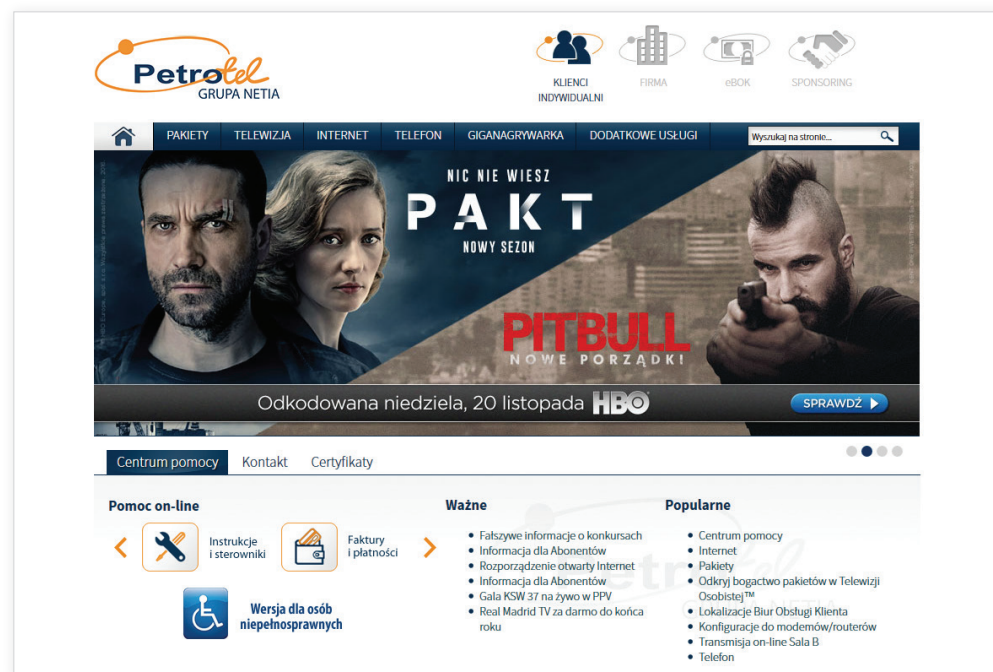 Petrotel
GRUPA NETIA
KLIENCI
INDYWIDUALNI
FIRMA
eBOK
SPONSORING
PAKIETY
TELEWIZJA
INTERNET
TELEFON
GIGANAGRYWARKA
DODATKOWE USŁUGI
Wyszukaj na stronie...
NIC NIE WIESZ
PAKT
NOWY SEZON
PITBULL
NOWE PORZĄDKI
Odkodowana niedziela, 20 listopada HBO
SPRAWDŹ
Centrum pomocy
Kontakt
Certyfikaty
Pomoc on-line
Instrukcje
i sterowniki
Faktury
i płatności
Wersja dla osób
niepełnosprawnych
Ważne
Fałszywe informacje o konkursach
Informacja dla Abonentów
Rozporządzenie otwarty Internet
Informacja dla Abonentów
Gala KSW 37 na żywo w PPV
Real Madrid TV za darmo do końca
roku
Popularne
Centrum pomocy
Internet
Pakiety
Odkryj bogactwo pakietów w Telewizji
Osobistej™
Lokalizacje Biur Obsługi Klienta
Konfiguracje do modemów/routerów
Transmisja on-line Sala B
Telefon